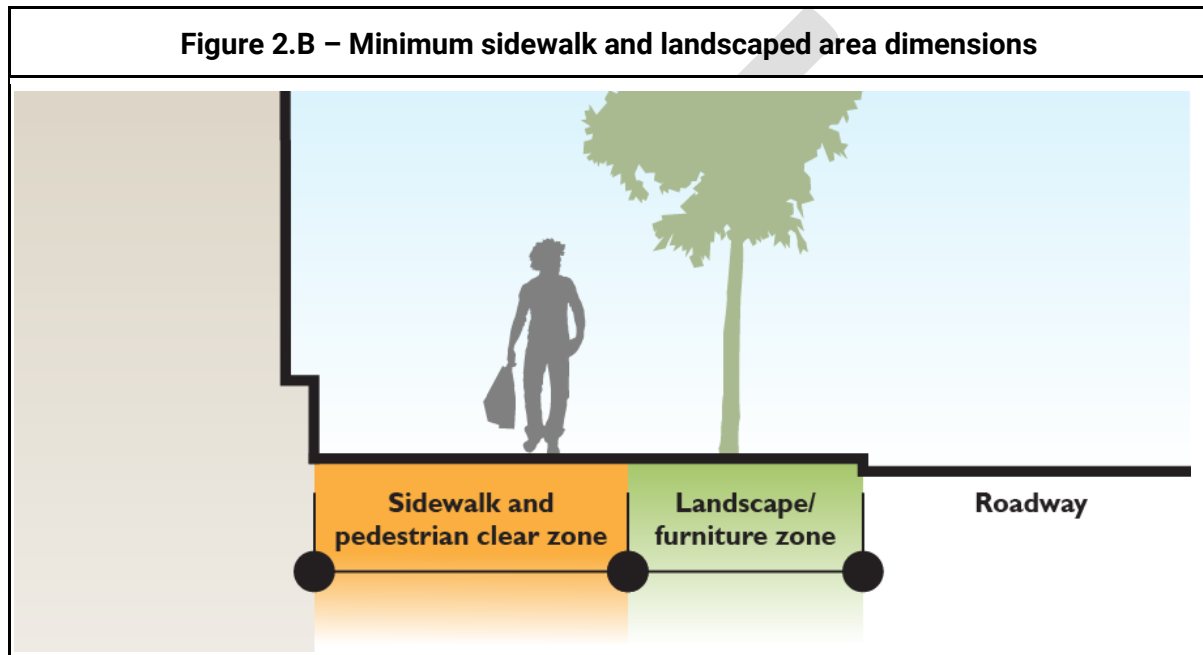 Figure 2.B – Minimum sidewalk and landscaped area dimensions
Sidewalk and
pedestrian clear zone
Landscape/
furniture zone
Roadway